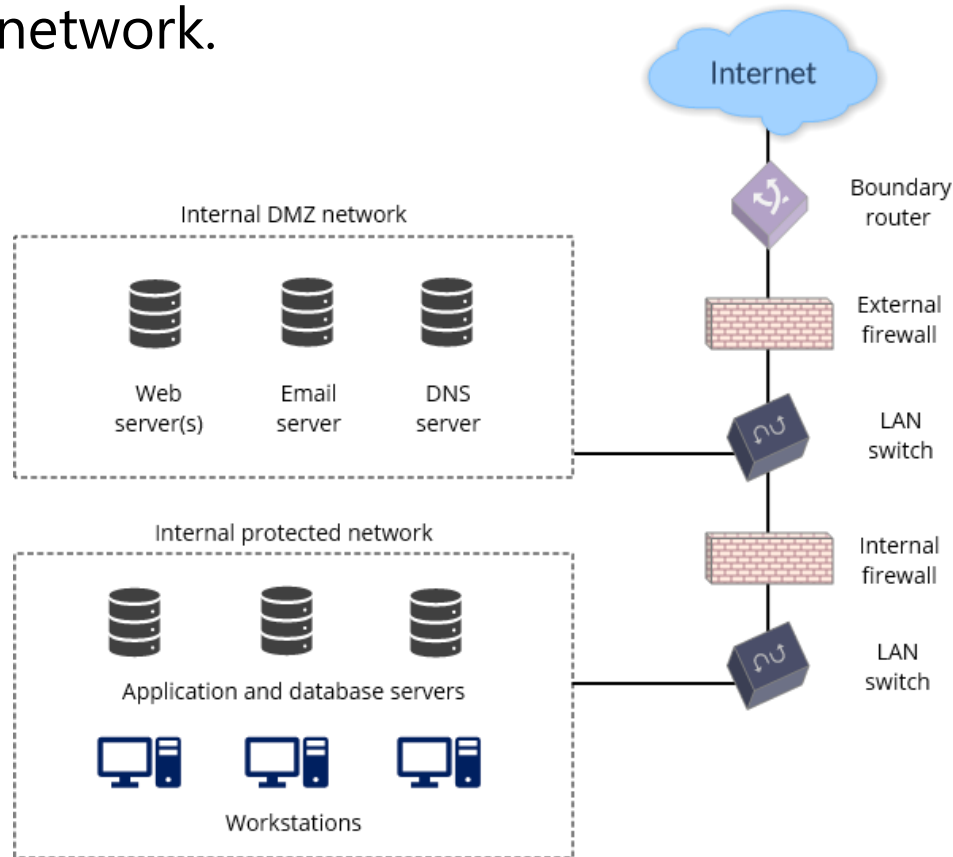 network.
Internet
Boundary
router
Internal DMZ network
External
firewall
Web
server(s)
Email
server
DNS
server
LAN
switch
Internal protected network
Internal
firewall
LAN
switch
Application and database servers
Workstations